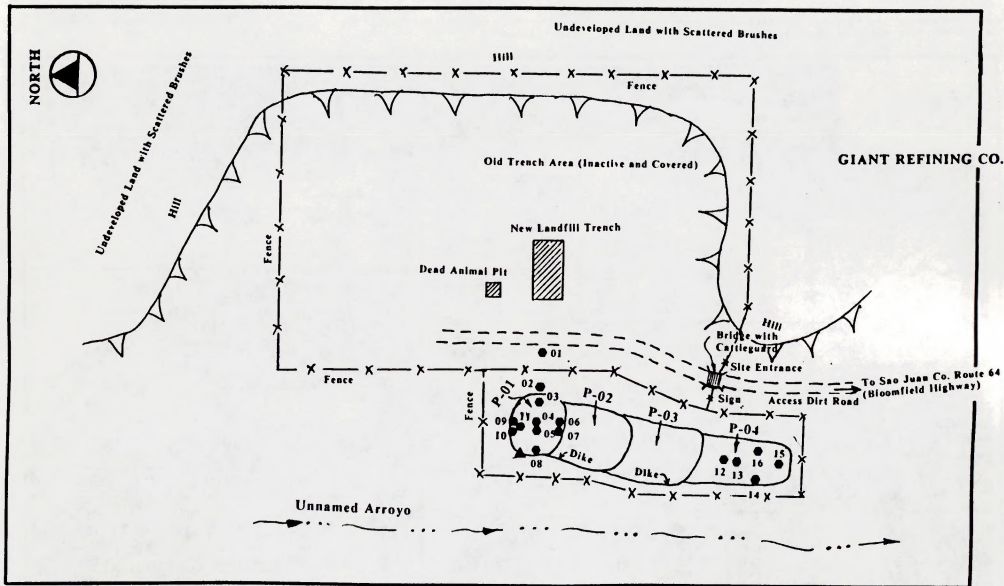 Undeveloped Land with Scattered Brushes
NORTH
Undeveloped Land with Scattered Brushes
Hill
Hill
Fence
GIANT REFINING CO.
Old Trench Area (Inactive and Covered)
Fence
New Landfill Trench
Dead Animal Pit
Hill
Bridge with
Cattleguard
01
Site Entrance
To Sao Juan Co. Route 64
(Bloomfield Highway)
Fence
Sign
Access Dirt Road
Fence
02
P-01
03
P-02
P-03
P-04
09
11
04
06
10
05
07
08
Dike
Dike
12
13
16
15
14
Unnamed Arroyo